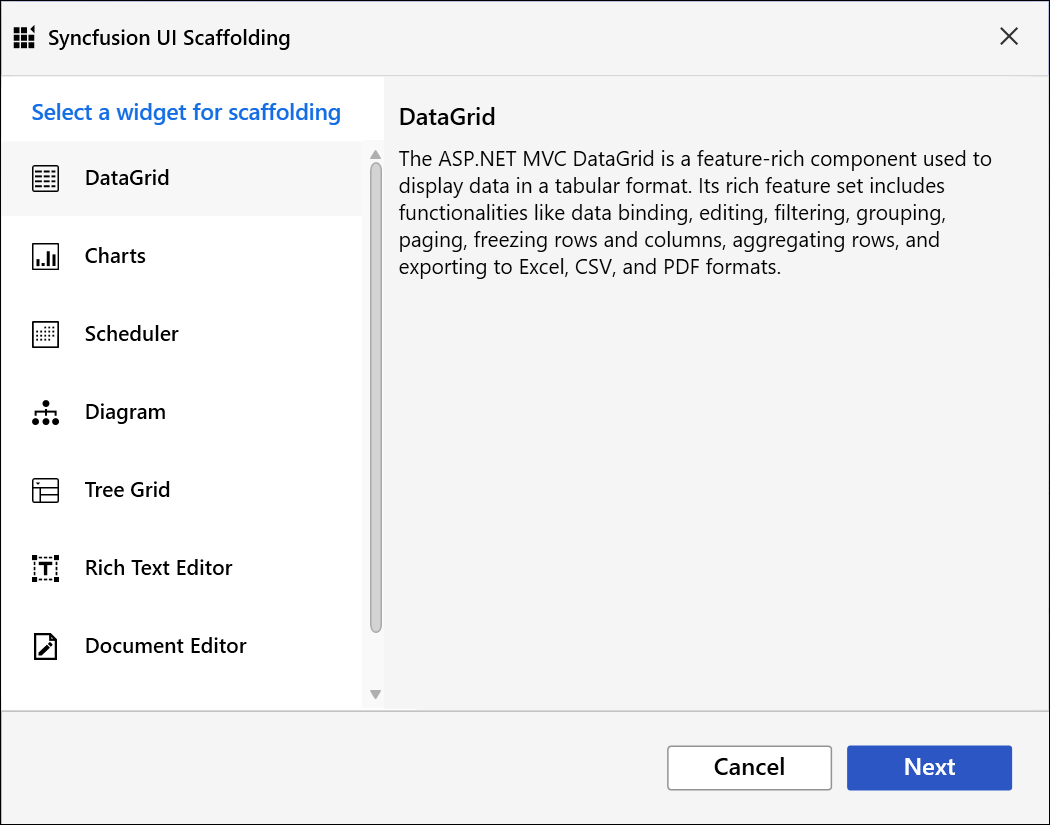 Syncfusion UI Scaffolding
Select a widget for scaffolding
DataGrid
Charts
Scheduler
Diagram
Tree Grid
Rich Text Editor
Document Editor
DataGrid
The ASP.NET MVC DataGrid is a feature-rich component used to
display data in a tabular format. Its rich feature set includes
functionalities like data binding, editing, filtering, grouping,
paging, freezing rows and columns, aggregating rows, and
exporting to Excel, CSV, and PDF formats.
Cancel
Next